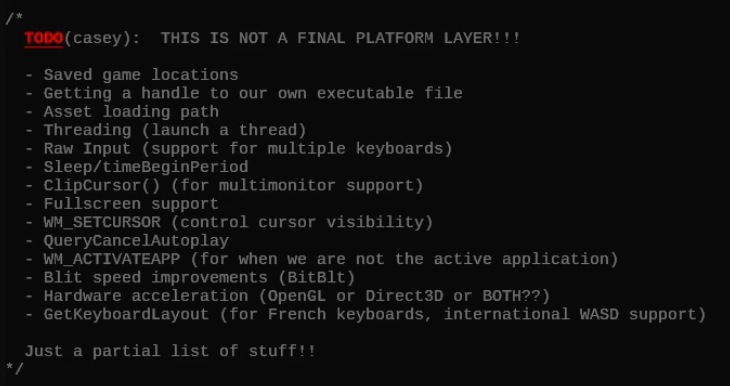 /*
TODO(casey):  THIS IS NOT A FINAL PLATFORM LAYER!!!
- Saved game locations
- Getting a handle to our own executable file
- Asset loading path
- Threading (launch a thread)
- Raw Input (support for multiple keyboards)
- Sleep/timeBeginPeriod
- ClipCursor() (for multimonitor support)
- Fullscreen support
- WM_SETCURSOR (control cursor visibility)
- QueryCancelAutoplay
- WM_ACTIVATEAPP (for when we are not the active application)
- Blit speed improvements (BitBlt)
- Hardware acceleration (OpenGL or Direct3D or BOTH??)
- GetKeyboardLayout (for French keyboards, international WASD support)
Just a partial list of stuff!!
*/